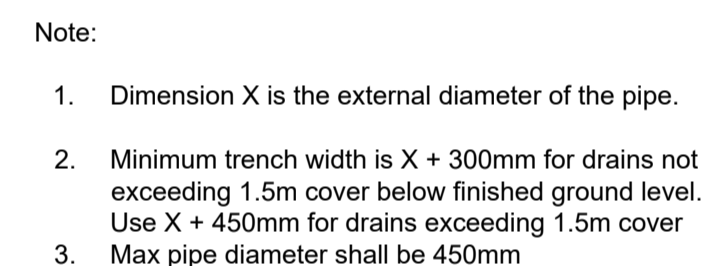 Note:
1. Dimension X is the external diameter of the pipe.
2. Minimum trench width is X + 300mm for drains not
exceeding 1.5m cover below finished ground level.
Use X + 450mm for drains exceeding 1.5m cover
3. Max pipe diameter shall be 450mm